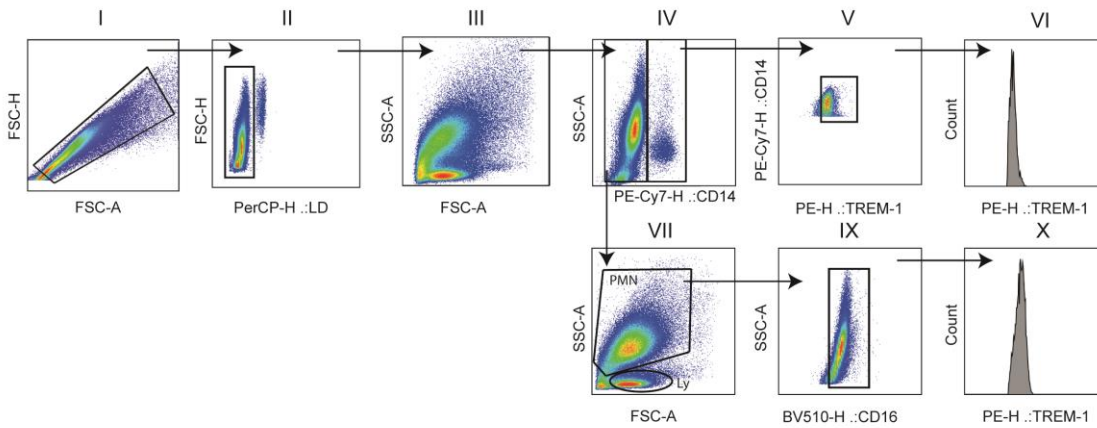 I
II
III
IV
V
VI
FSC-H
FSC-A
FSC-H
PerCP-H .:LD
SSC-A
FSC-A
SSC-A
PE-Cy7-H .:CD14
PE-Cy7-H .:CD14
PE-H .:TREM-1
Count
PE-H .:TREM-1
VII
IX
X
SSC-A
PMN
Ly
FSC-A
SSC-A
BV510-H .:CD16
Count
PE-H .:TREM-1